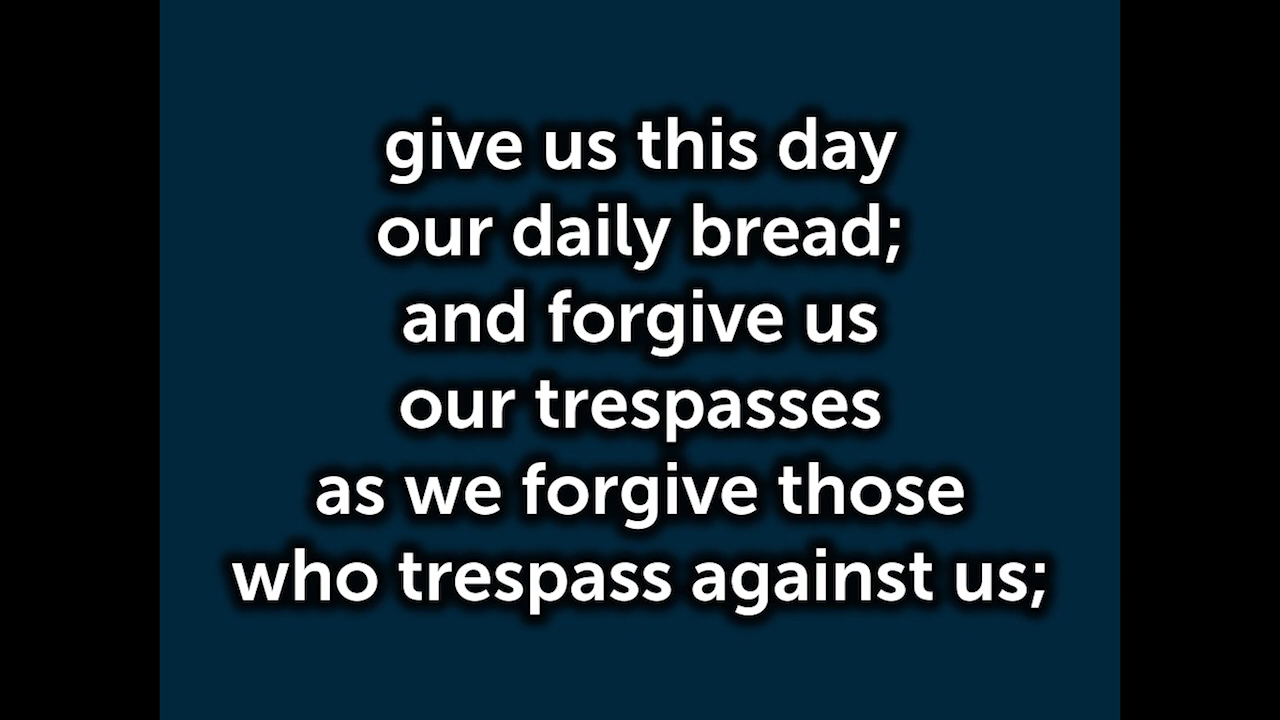 give us this day
our daily bread;
and forgive us
our trespasses
as we forgive those
who trespass against us;